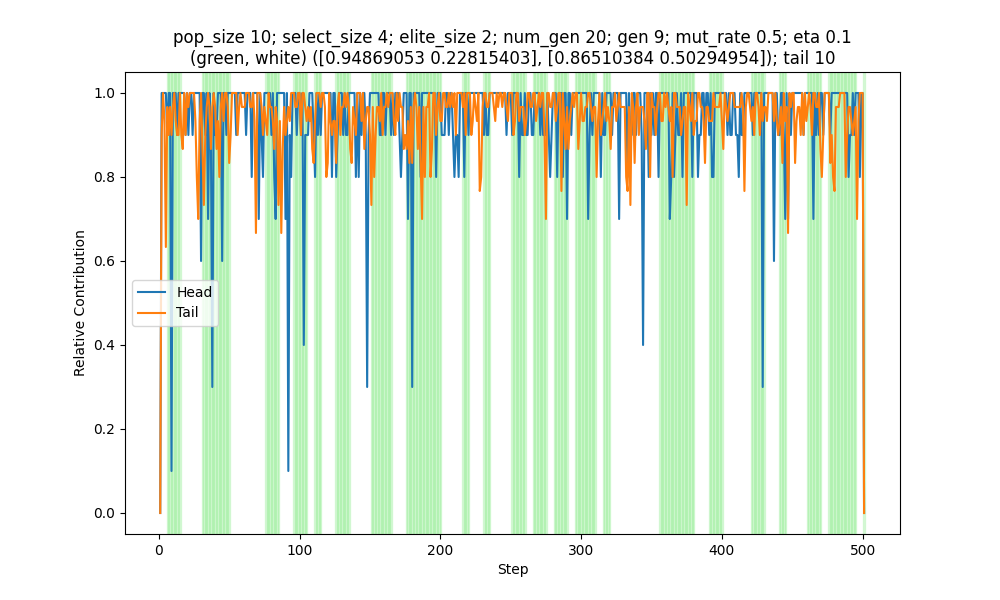 pop_size 10; select_size 4; elite_size 2; num_gen 20; gen 9; mut_rate 0.5; eta 0.1
(green, white) ([0.94869053 0.22815403], [0.86510384 0.50294954]); tail 10
1.0
0.8
0.6
0.4
0.2
0.0
Relative Contribution
Head
Tail
0
100
200
300
400
500
Step